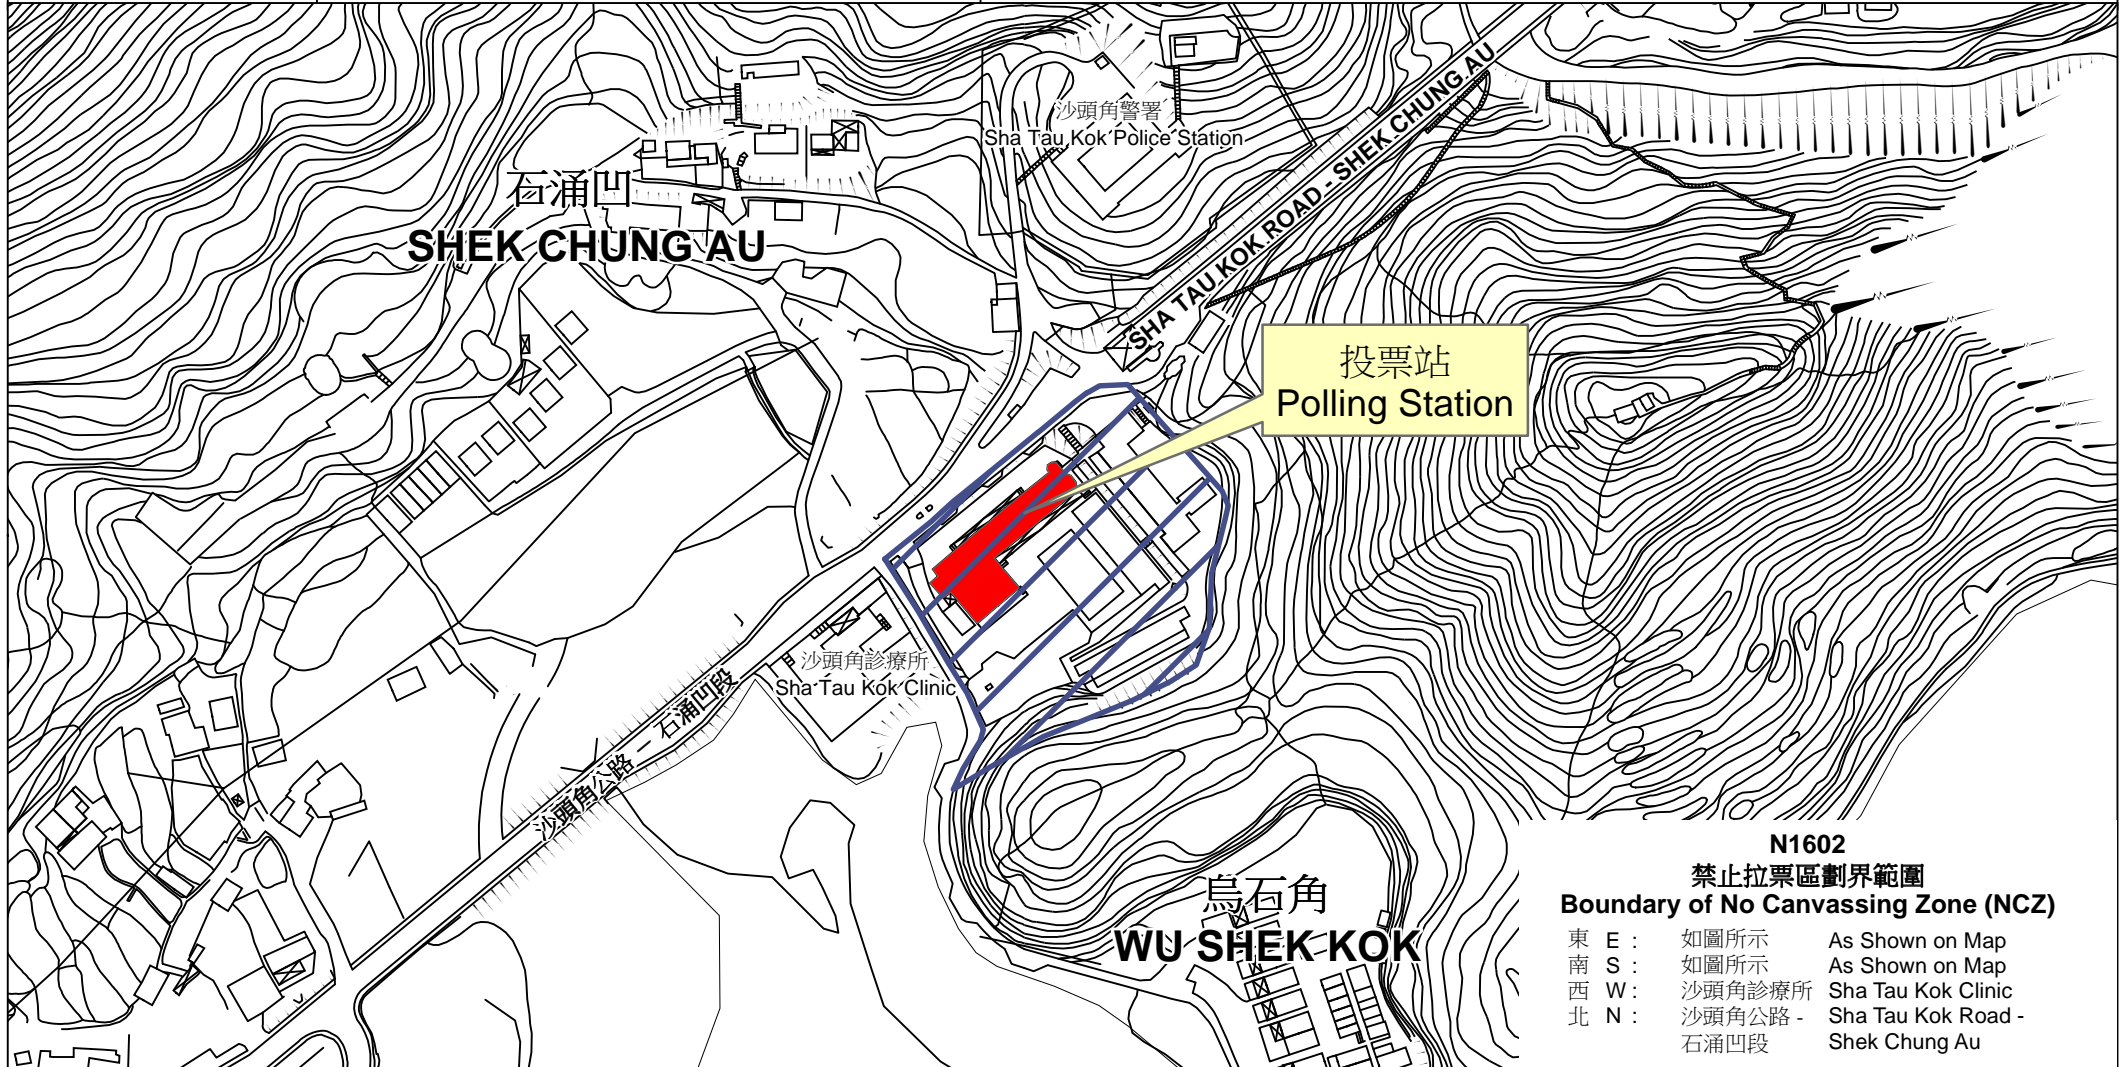 沙頭角警署
Sha Tau Kok Police Station
石涌凹
SHEK CHUNG AU
SHA TAU KOK ROAD - SHEK CHUNG AU
投票站
Polling Station
沙頭角診療所
Sha Tau Kok Clinic
沙頭角公路 - 石涌凹段
烏石角
WU SHEK KOK
N1602
禁止拉票區劃界範圍
Boundary of No Canvassing Zone (NCZ)
東 E : 如圖所示 As Shown on Map
南 S : 如圖所示 As Shown on Map
西 W : 沙頭角診療所 Sha Tau Kok Clinic
北 N : 沙頭角公路 - Sha Tau Kok Road -
石涌凹段 Shek Chung Au